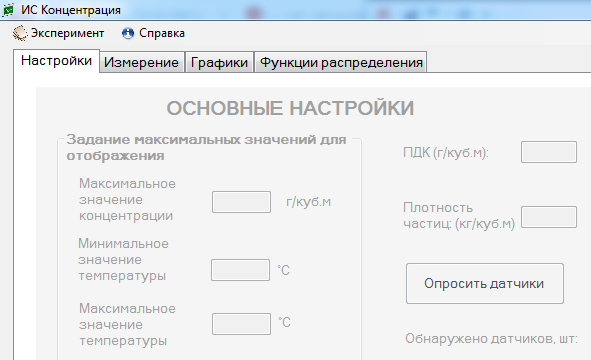 ИС Концентрация
Эксперимент Справка
Настройки Измерение Графики Функции распределения
ОСНОВНЫЕ НАСТРОЙКИ
Задание максимальных значений для
отображения
Максимальное
значение
концентрации
г/куб.м
Минимальное
значение
температуры
°C
Максимальное
значение
температуры
°C
ПДК (г/куб.м):
Плотность
частиц: (кг/куб.м)
Опросить датчики
Обнаружено датчиков, шт: